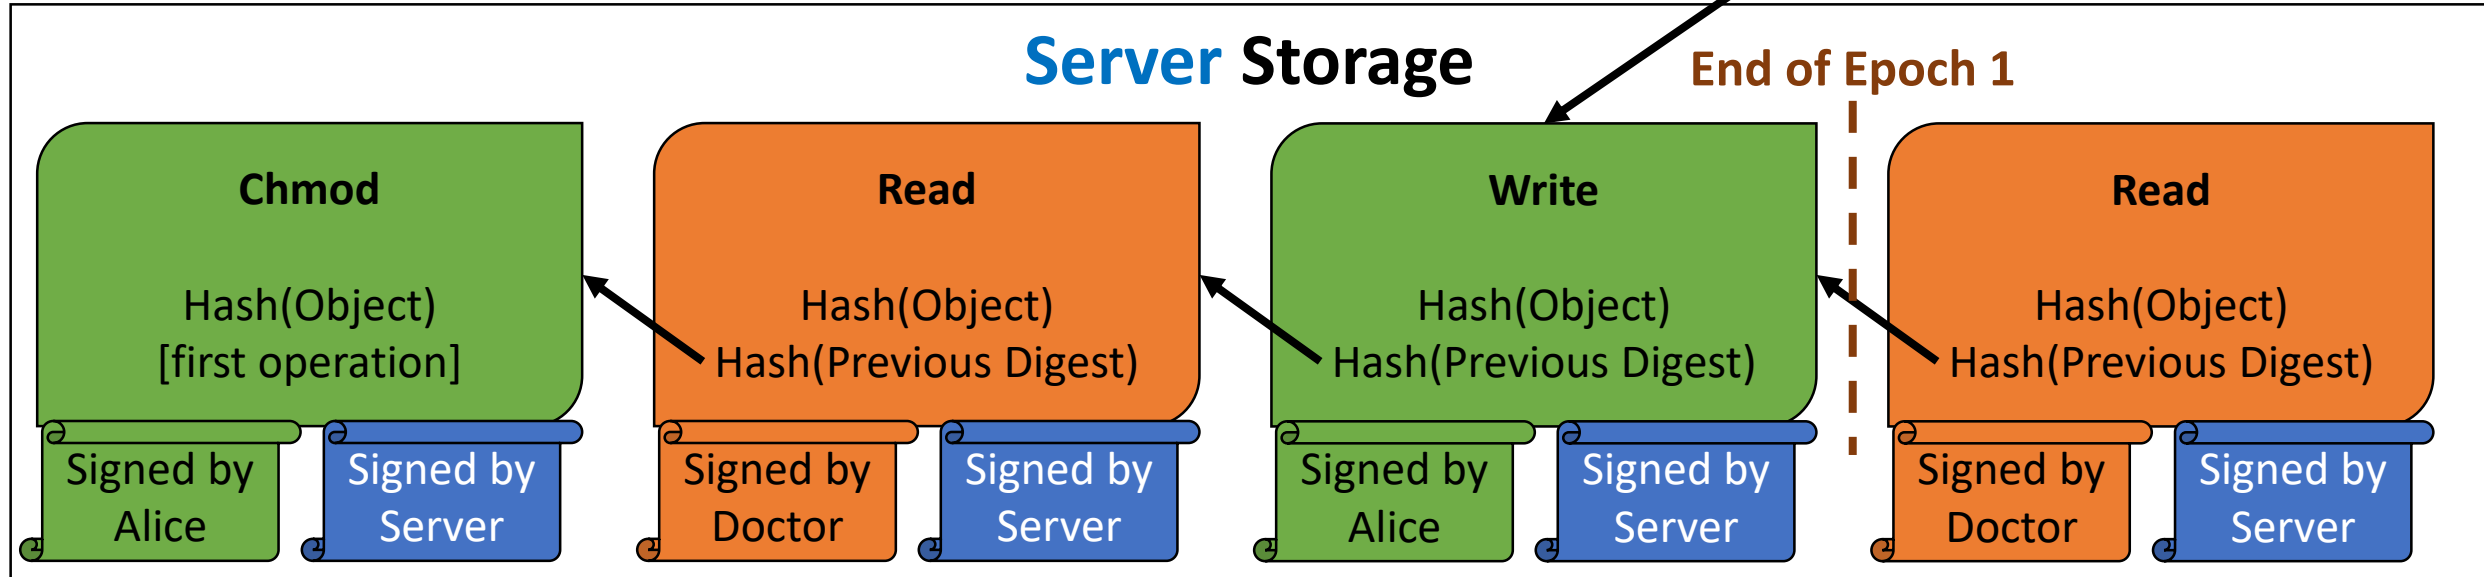 Server Storage
End of Epoch 1
Chmod
Hash(Object)
[first operation]
Signed by
Alice
Signed by
Server
Read
Hash(Object)
Hash(Previous Digest)
Signed by
Doctor
Signed by
Server
Write
Hash(Object)
Hash(Previous Digest)
Signed by
Alice
Signed by
Server
Read
Hash(Object)
Hash(Previous Digest)
Signed by
Doctor
Signed by
Server